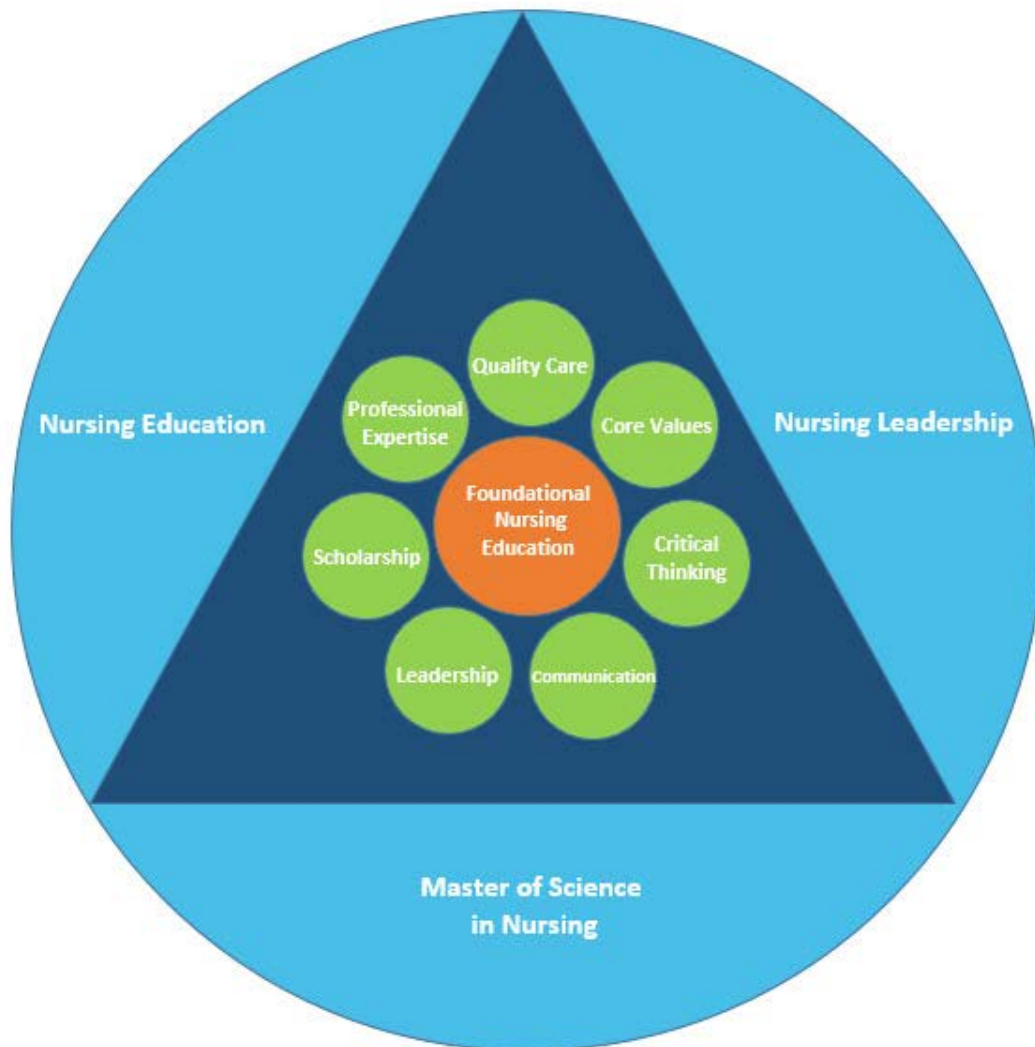 Quality Care
Professional
Expertise
Core Values
Nursing Education
Nursing Leadership
Foundational
Nursing
Education
Scholarship
Critical
Thinking
Leadership
Communication
Master of Science
in Nursing